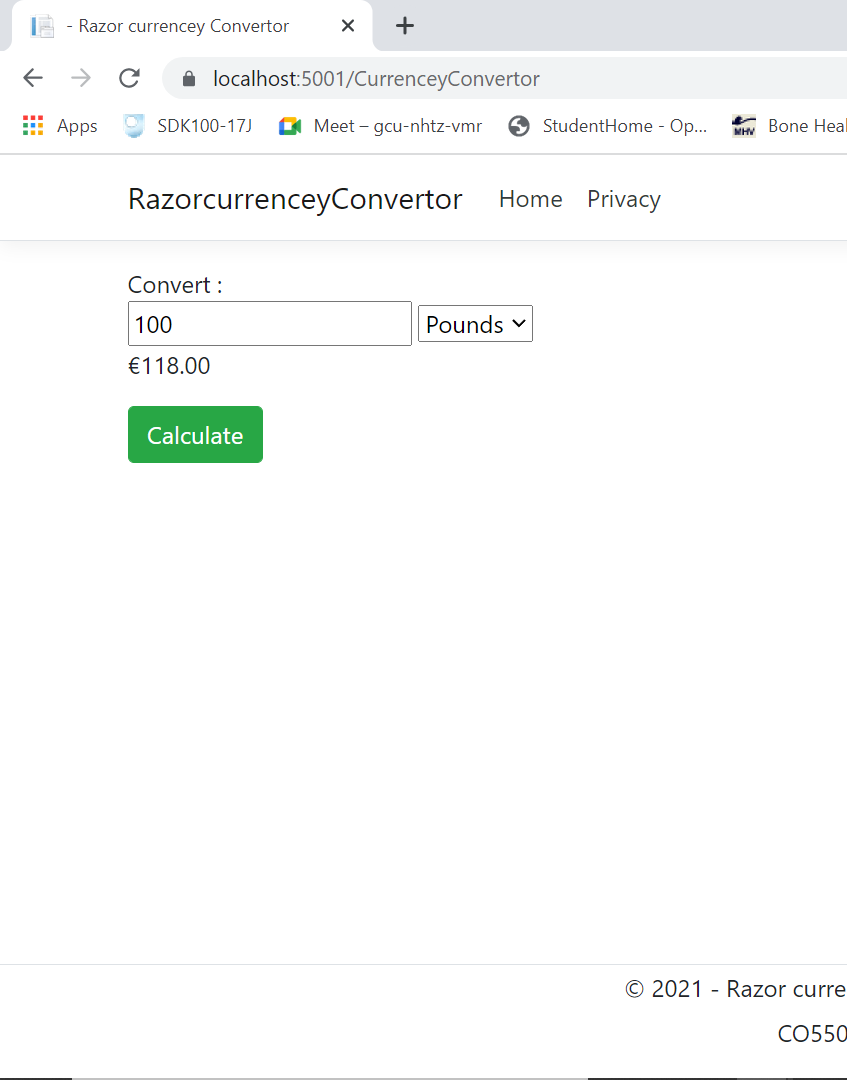 - Razor currencey Convertor
localhost:5001/CurrenceyConvertor
Apps SDK100-17J Meet – gcu-nhtz-vmr StudentHome - Op... MHV Bone Heal
RazorcurrenceyConvertor Home Privacy
Convert :
100 Pounds
€118.00
Calculate
© 2021 - Razor curre
CO550